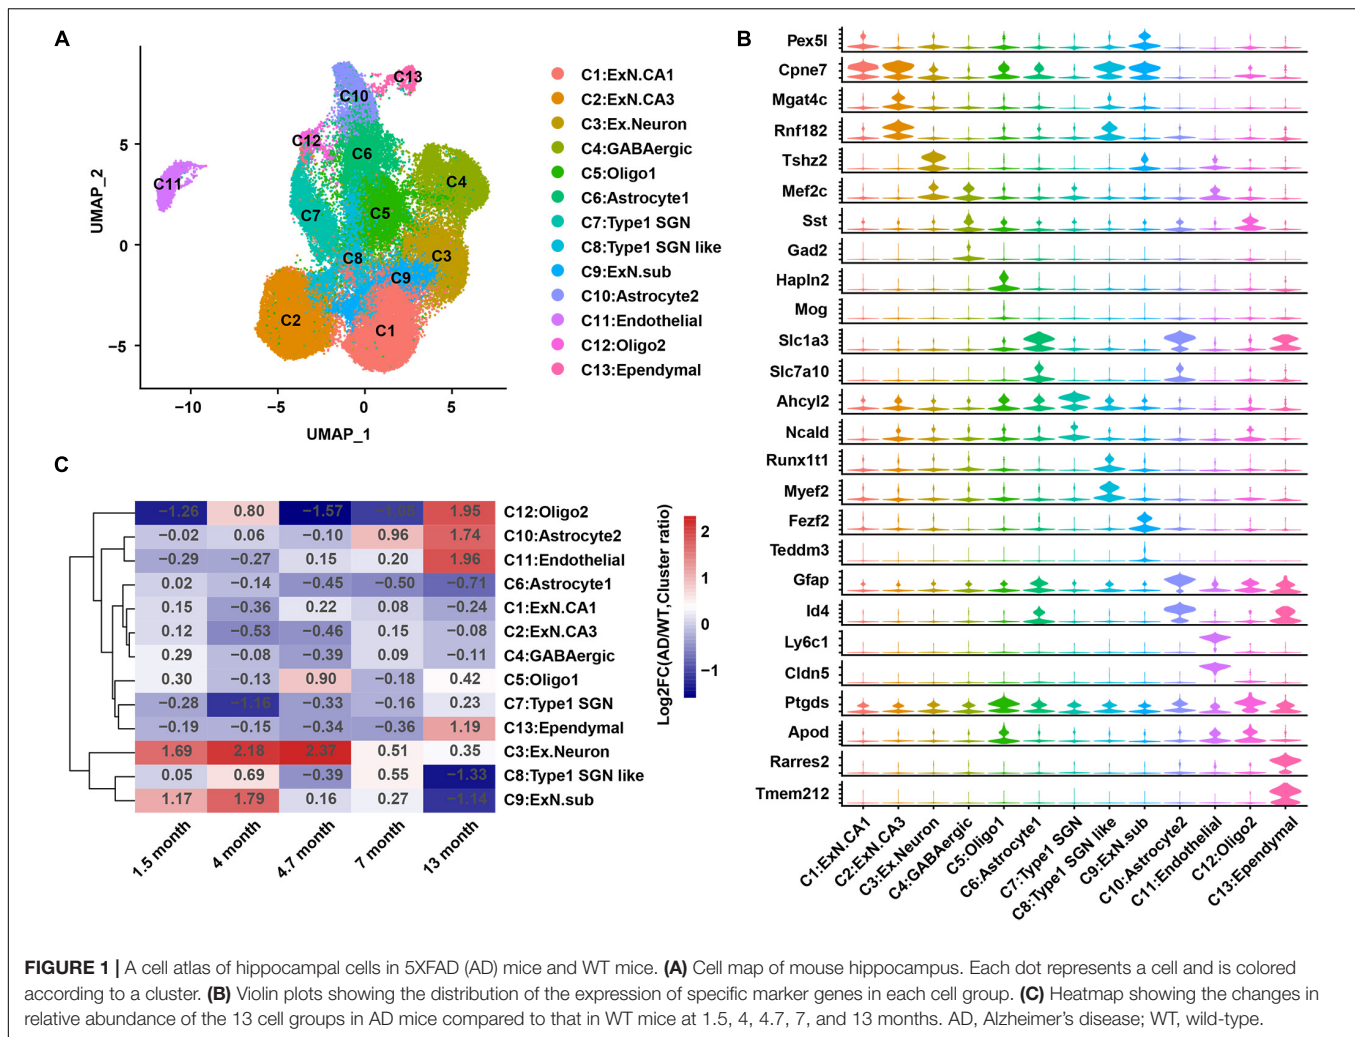 A
UMAP_2
5
0
−5
−10
−5
0
5
UMAP_1
C13
C10
C12
C6
C11
C4
C7
C5
C8
C3
C9
C2
C1
C1:ExN.CA1
C2:ExN.CA3
C3:Ex.Neuron
C4:GABAergic
C5:Oligo1
C6:Astrocyte1
C7:Type1 SGN
C8:Type1 SGN like
C9:ExN.sub
C10:Astrocyte2
C11:Endothelial
C12:Oligo2
C13:Ependymal
B
Pex5l
Cpne7
Mgat4c
Rnf182
Tshz2
Mef2c
Sst
Gad2
Hapln2
Mog
Slc1a3
Slc7a10
Ahcyl2
Ncald
Runx1t1
Myef2
Fezf2
Teddm3
Gfap
Id4
Ly6c1
Cldn5
Ptgds
Apod
Rarres2
Tmem212
C1:ExN.CA1
C2:ExN.CA3
C3:Ex.Neuron
C4:GABAergic
C5:Oligo1
C6:Astrocyte1
C7:Type1 SGN
C8:Type1 SGN like
C9:ExN.sub
C10:Astrocyte2
C11:Endothelial
C12:Oligo2
C13:Ependymal
C
−1.26 0.80 −1.57 1.95 C12:Oligo2
−0.02 0.06 −0.10 0.96 1.74 C10:Astrocyte2
−0.29 −0.27 0.15 0.20 1.96 C11:Endothelial
0.02 −0.14 −0.45 −0.50 −0.71 C6:Astrocyte1
0.15 −0.36 0.22 0.08 −0.24 C1:ExN.CA1
0.12 −0.53 −0.46 0.15 −0.08 C2:ExN.CA3
0.29 −0.08 −0.39 0.09 −0.11 C4:GABAergic
0.30 −0.13 0.90 −0.18 0.42 C5:Oligo1
−0.28 −1.16 −0.33 −0.16 0.23 C7:Type1 SGN
−0.19 −0.15 −0.34 −0.36 1.19 C13:Ependymal
1.69 2.18 2.37 0.51 0.35 C3:Ex.Neuron
0.05 0.69 −0.39 0.55 −1.33 C8:Type1 SGN like
1.17 1.79 0.16 0.27 −1.14 C9:ExN.sub
1.5 month
4 month
4.7 month
7 month
13 month
Log2FC(AD/WT,Cluster ratio)
2
1
0
−1
FIGURE 1 | A cell atlas of hippocampal cells in 5XFAD (AD) mice and WT mice. (A) Cell map of mouse hippocampus. Each dot represents a cell and is colored
according to a cluster. (B) Violin plots showing the distribution of the expression of specific marker genes in each cell group. (C) Heatmap showing the changes in
relative abundance of the 13 cell groups in AD mice compared to that in WT mice at 1.5, 4, 4.7, 7, and 13 months. AD, Alzheimer's disease; WT, wild-type.